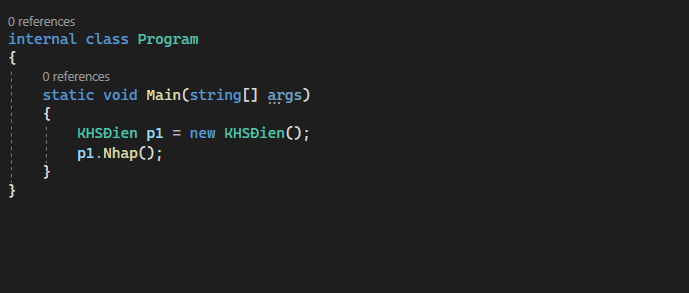 0 references
internal class Program
{
0 references
static void Main(string[] args)
{
KHSĐien p1 = new KHSĐien();
p1.Nhap();
}
}